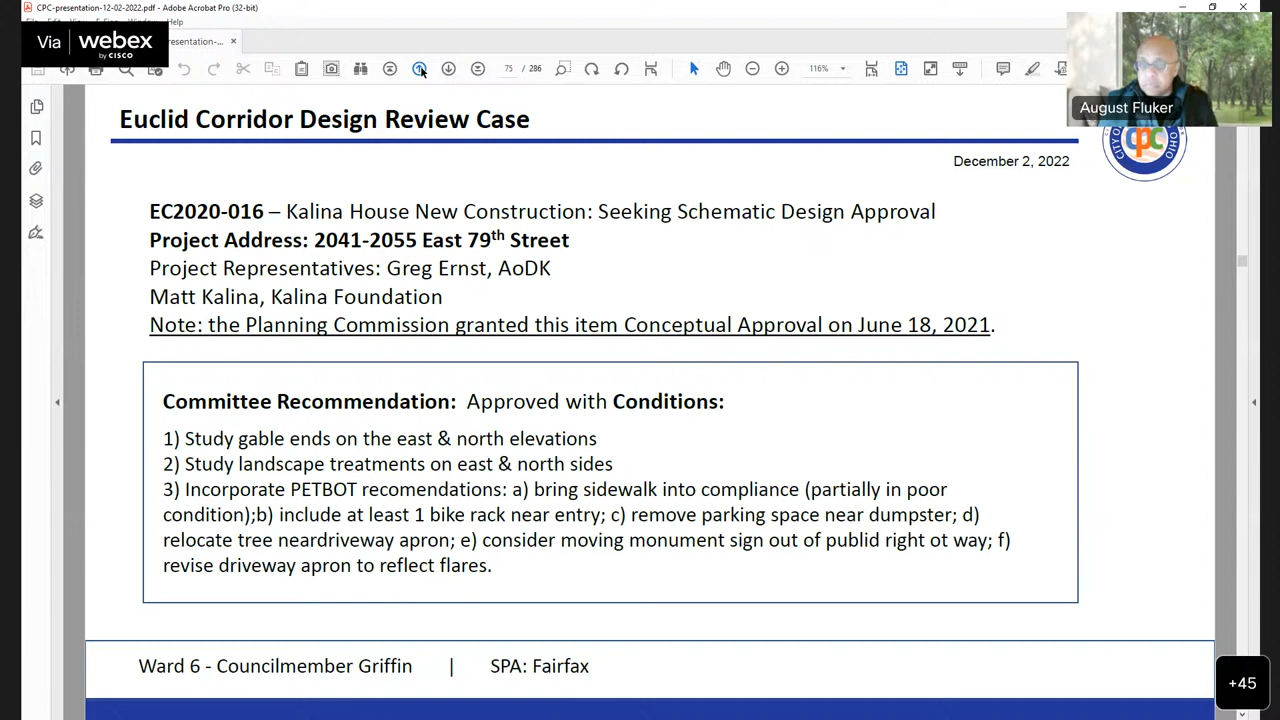 CPC-presentation-12-02-2022.pdf - Adobe Acrobat Pro (32-bit)
Help
Via webex
by CISCO
resentation-... ×
75 / 286
116%
August Fluker
Euclid Corridor Design Review Case
December 2, 2022
CITY O
OHIO
cpc
EC2020-016 – Kalina House New Construction: Seeking Schematic Design Approval
Project Address: 2041-2055 East 79th Street
Project Representatives: Greg Ernst, AoDK
Matt Kalina, Kalina Foundation
Note: the Planning Commission granted this item Conceptual Approval on June 18, 2021.
Committee Recommendation: Approved with Conditions:
1) Study gable ends on the east & north elevations
2) Study landscape treatments on east & north sides
3) Incorporate PETBOT recomendations: a) bring sidewalk into compliance (partially in poor
condition);b) include at least 1 bike rack near entry; c) remove parking space near dumpster; d)
relocate tree neardriveway apron; e) consider moving monument sign out of publid right ot way; f)
revise driveway apron to reflect flares.
Ward 6 - Councilmember Griffin | SPA: Fairfax
+45